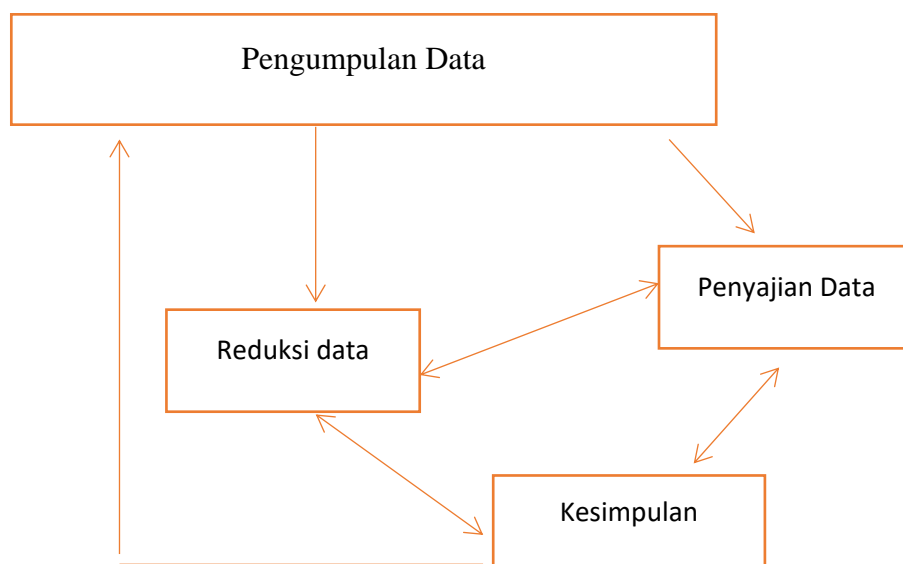 Pengumpulan Data
Penyajian Data
Reduksi data
Kesimpulan